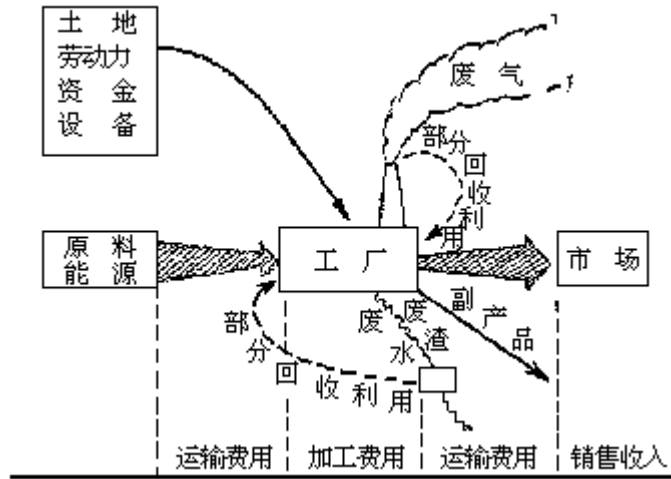 土 地
劳动力
资 金
设 备
废 气
部分回收利用
原 料
能 源
工 厂
市 场
副产品
废渣
废水
部分回收利用
运输费用
加工费用
运输费用
销售收入